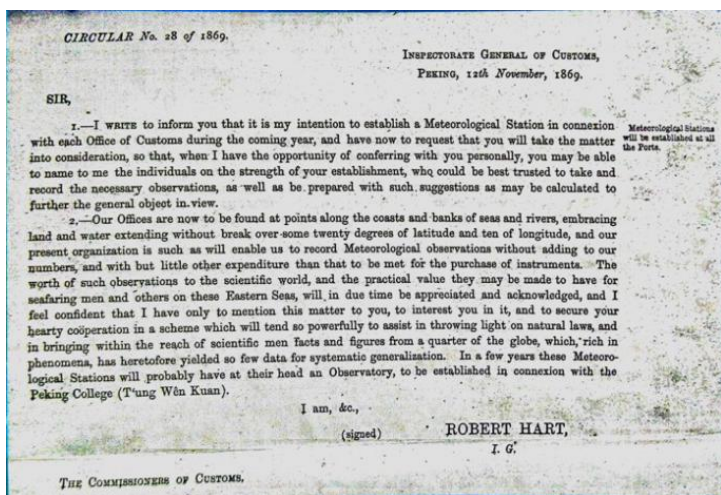 CIRCULAR No. 28 of 1869.
INSPECTORATE GENERAL OF CUSTOMS,
PEKING, 12th November, 1869.
SIR,
1.—I WRITE to inform you that it is my intention to establish a Meteorological Station in connexion
with each Office of Customs during the coming year, and have now to request that you will take the matter
into consideration, so that, when I have the opportunity of conferring with you personally, you may be able
to name to me the individuals on the strength of your establishment, who could be best trusted to take and
record the necessary observations, as well as be prepared with such suggestions as may be calculated to
further the general object in view.
Meteorological Stations
will be established at all
the Ports.
2.—Our Offices are now to be found at points along the coasts and banks of seas and rivers, embracing
land and water extending without break over some twenty degrees of latitude and ten of longitude, and our
present organization is such as will enable us to record Meteorological observations without adding to our
numbers, and with but little other expenditure than that to be met for the purchase of instruments. The
worth of such observations to the scientific world, and the practical value they may be made to have for
seafaring men and others on these Eastern Seas, will in due time be appreciated and acknowledged, and I
feel confident that I have only to mention this matter to you, to interest you in it, and to secure your
hearty coöperation in a scheme which will tend so powerfully to assist in throwing light on natural laws, and
in bringing within the reach of scientific men facts and figures from a quarter of the globe, which, rich in
phenomena, has heretofore yielded so few data for systematic generalization. In a few years these Meteoro-
logical Stations will probably have at their head an Observatory, to be established in connexion with the
Peking College (T'ung Wên Kuan).
I am, &c.,
(signed) ROBERT HART,
I. G.
THE COMMISSIONERS OF CUSTOMS.